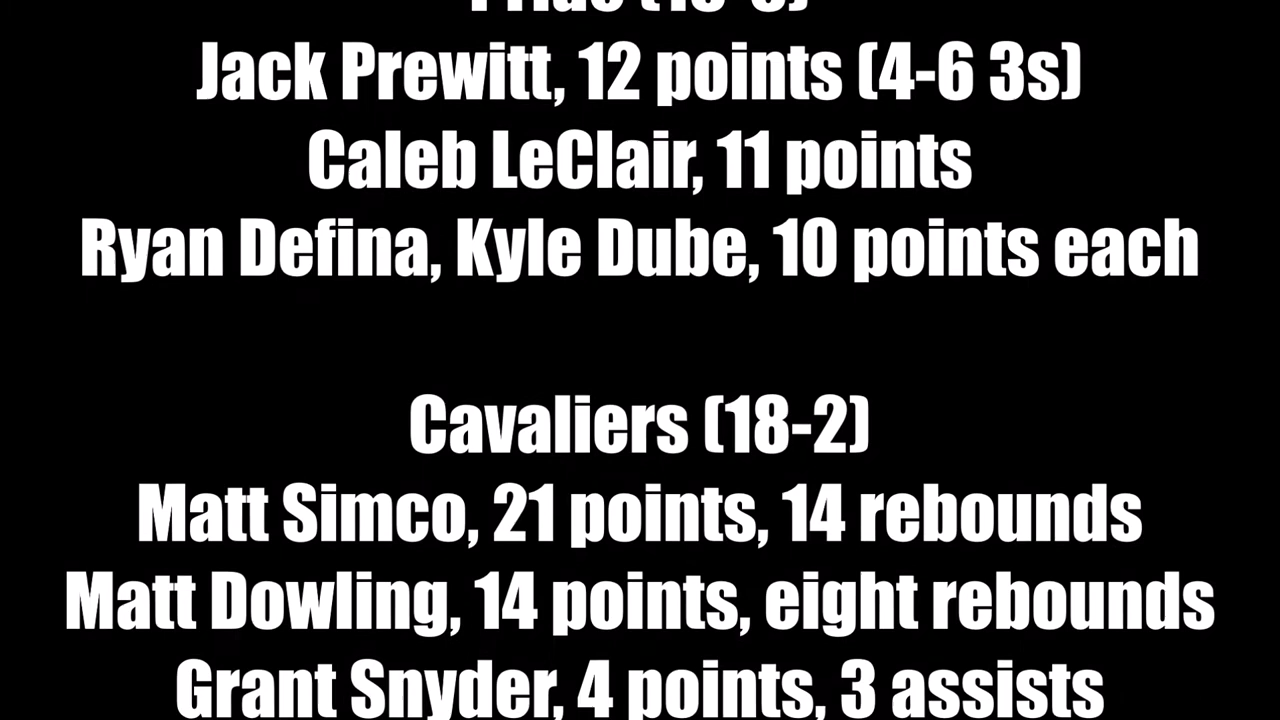 Jack Prewitt, 12 points (4-6 3s)
Caleb LeClair, 11 points
Ryan Defina, Kyle Dube, 10 points each
Cavaliers (18-2)
Matt Simco, 21 points, 14 rebounds
Matt Dowling, 14 points, eight rebounds
Grant Snyder, 4 points, 3 assists